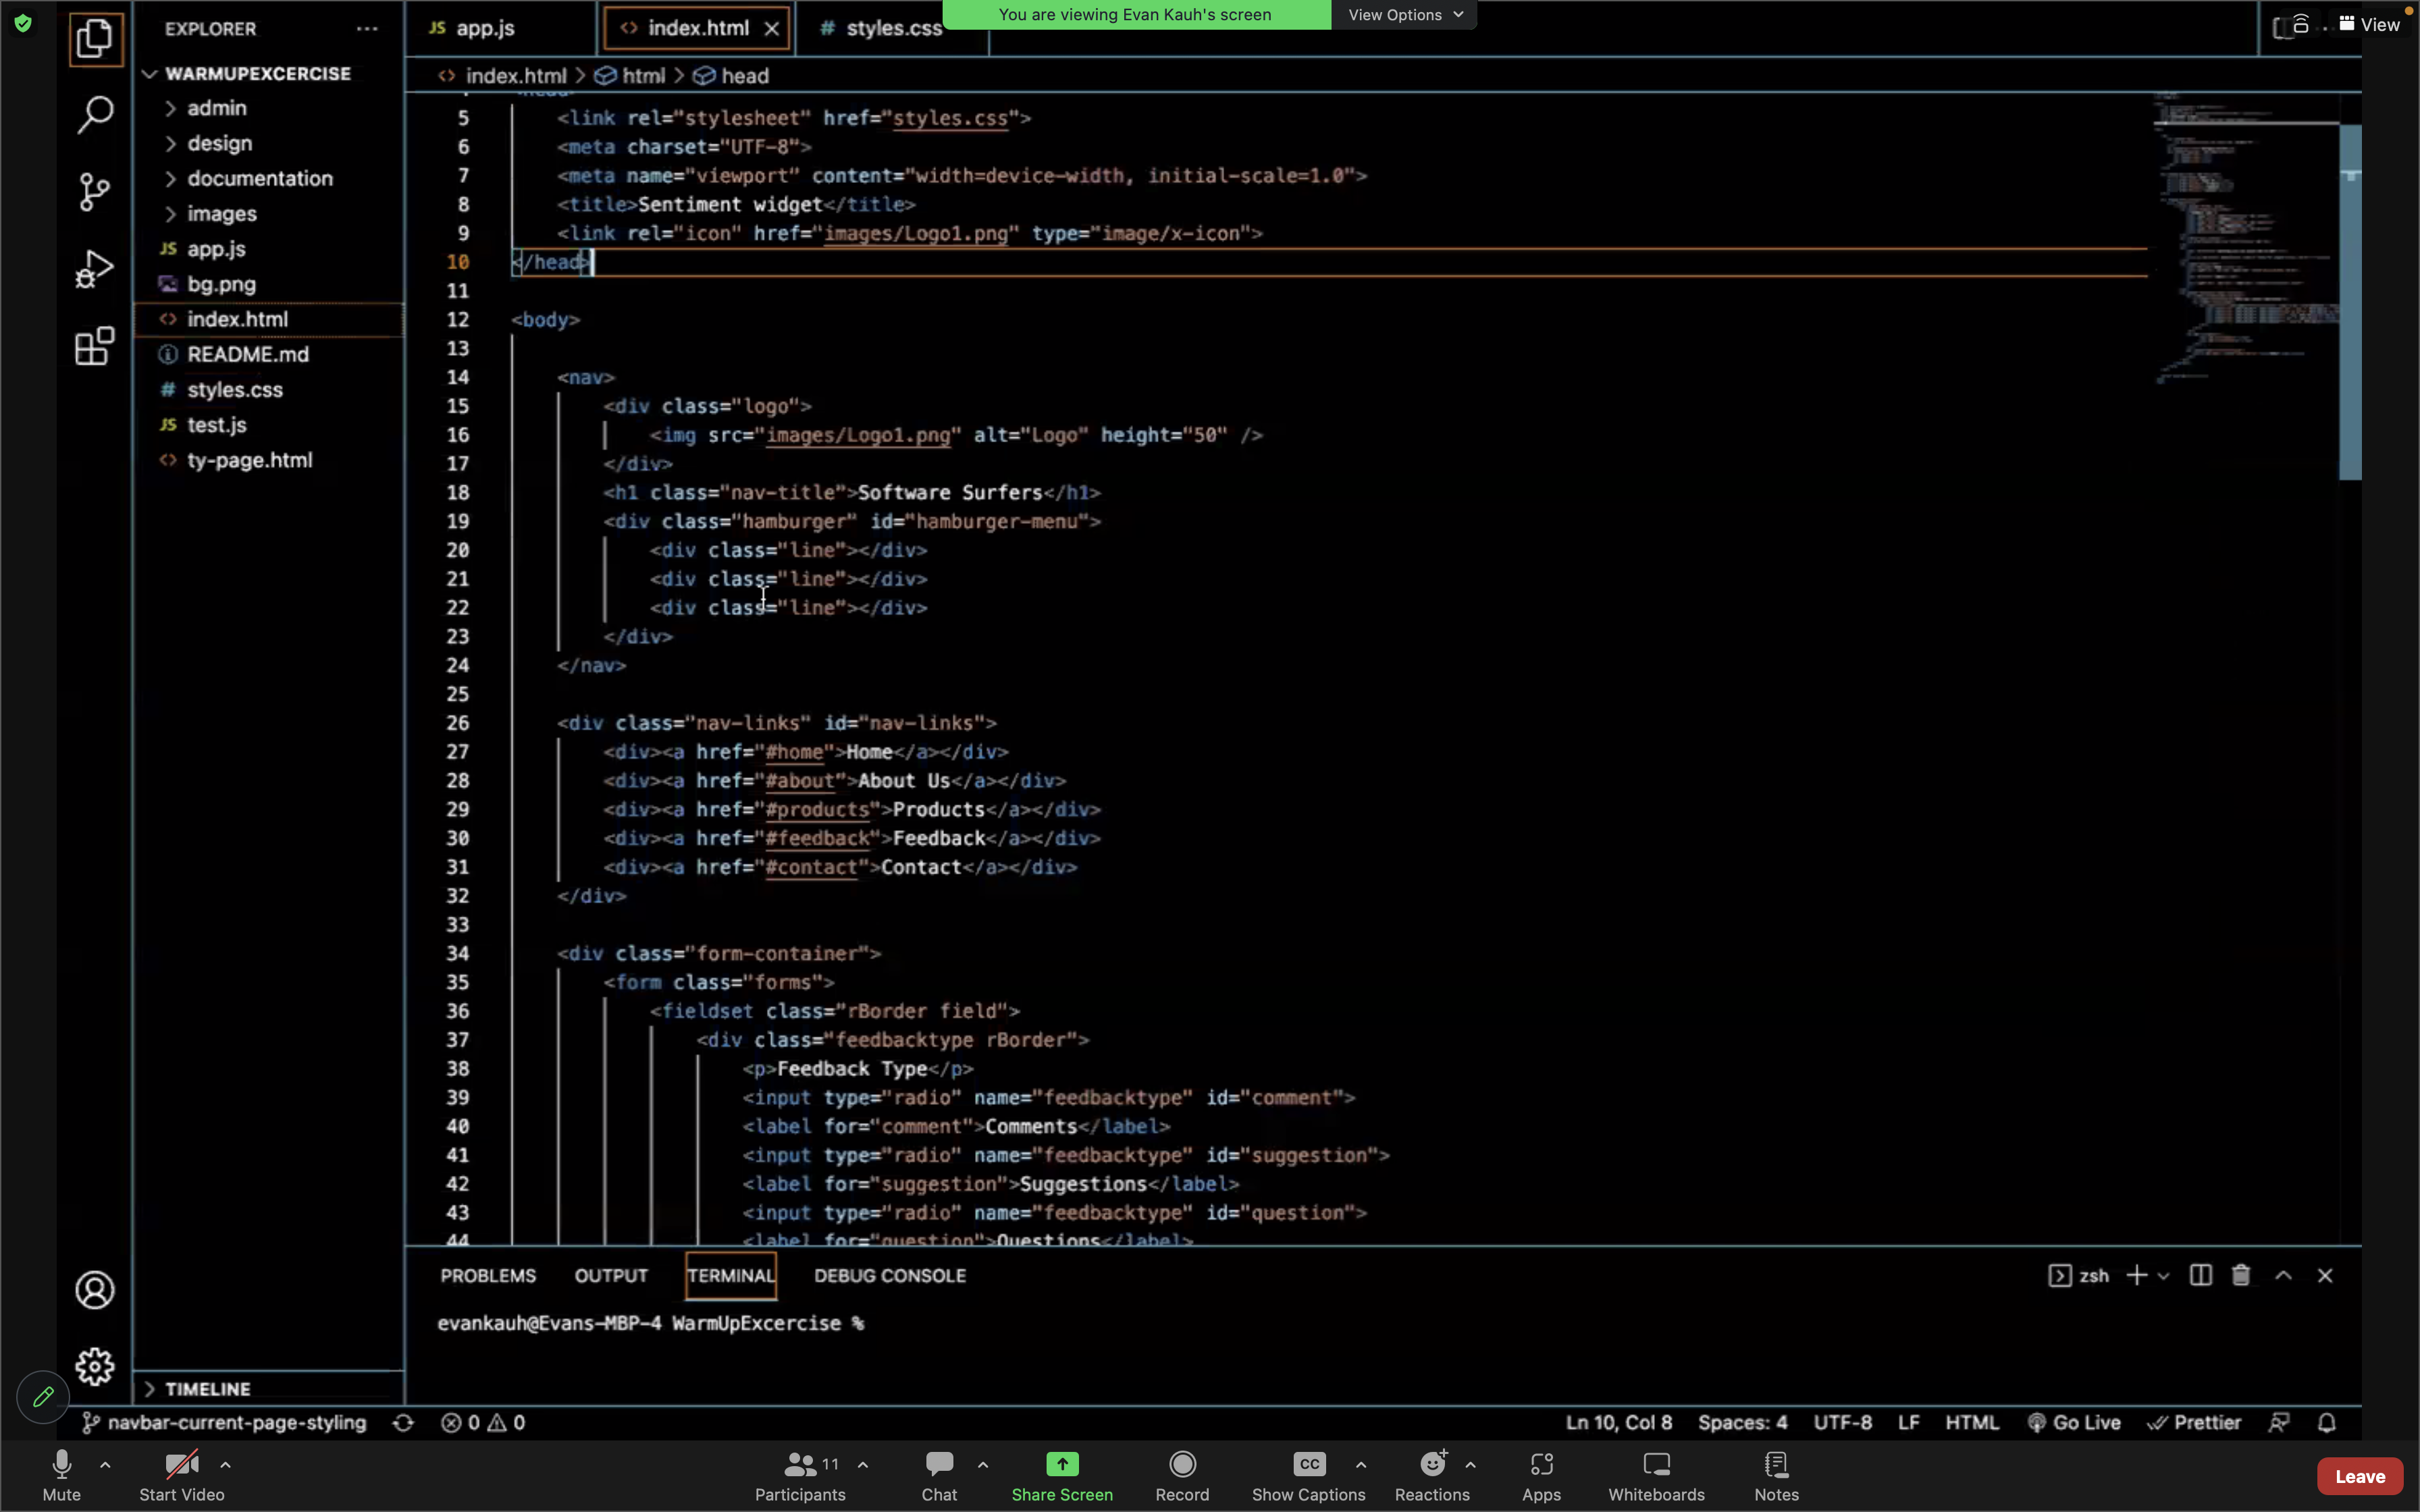 You are viewing Evan Kauh's screen
View Options
View
EXPLORER
WARMUPEXCERCISE
admin
design
documentation
images
JS app.js
bg.png
<> index.html
README.md
# styles.css
JS test.js
<> ty-page.html
TIMELINE
JS app.js
<> index.html
# styles.css
<> index.html > html > head
5 <link rel="stylesheet" href="styles.css">
6 <meta charset="UTF-8">
7 <meta name="viewport" content="width=device-width, initial-scale=1.0">
8 <title>Sentiment widget</title>
9 <link rel="icon" href="images/Logo1.png" type="image/x-icon">
10 </head>
11
12 <body>
13
14 <nav>
15 <div class="logo">
16 <img src="images/Logo1.png" alt="Logo" height="50" />
17 </div>
18 <h1 class="nav-title">Software Surfers</h1>
19 <div class="hamburger" id="hamburger-menu">
20 <div class="line"></div>
21 <div class="line"></div>
22 <div class="line"></div>
23 </div>
24 </nav>
25
26 <div class="nav-links" id="nav-links">
27 <div><a href="#home">Home</a></div>
28 <div><a href="#about">About Us</a></div>
29 <div><a href="#products">Products</a></div>
30 <div><a href="#feedback">Feedback</a></div>
31 <div><a href="#contact">Contact</a></div>
32 </div>
33
34 <div class="form-container">
35 <form class="forms">
36 <fieldset class="rBorder field">
37 <div class="feedbacktype rBorder">
38 <p>Feedback Type</p>
39 <input type="radio" name="feedbacktype" id="comment">
40 <label for="comment">Comments</label>
41 <input type="radio" name="feedbacktype" id="suggestion">
42 <label for="suggestion">Suggestions</label>
43 <input type="radio" name="feedbacktype" id="question">
44 <label for="question">Questions</label>
PROBLEMS OUTPUT TERMINAL DEBUG CONSOLE
zsh
evankauh@Evans-MBP-4 WarmUpExcercise %
navbar-current-page-styling 0 0
Ln 10, Col 8 Spaces: 4 UTF-8 LF HTML Go Live Prettier
Mute
Start Video
11
Participants
Chat
Share Screen
Record
CC
Show Captions
Reactions
Apps
Whiteboards
Notes
Leave